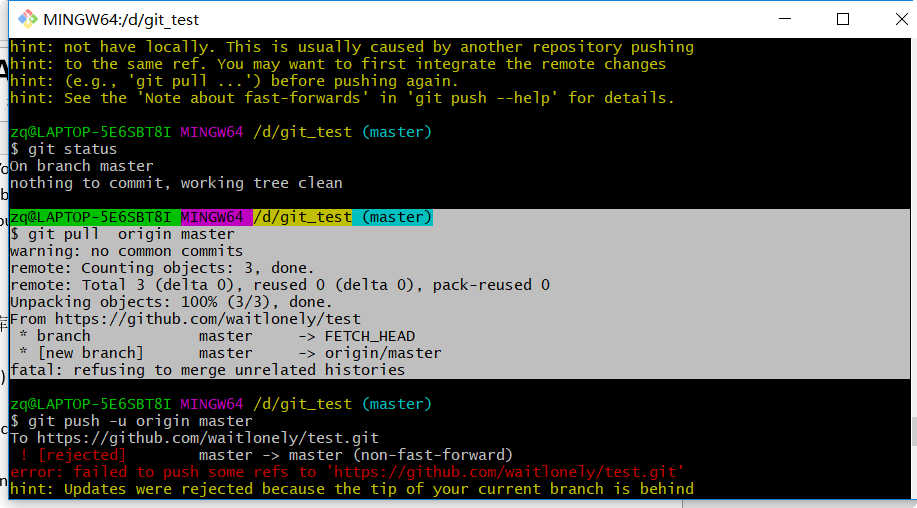 MINGW64:/d/git_test
hint: not have locally. This is usually caused by another repository pushing
hint: to the same ref. You may want to first integrate the remote changes
hint: (e.g., 'git pull ...') before pushing again.
hint: See the 'Note about fast-forwards' in 'git push --help' for details.
zq@LAPTOP-5E6SBT8I MINGW64 /d/git_test (master)
$ git status
On branch master
nothing to commit, working tree clean
zq@LAPTOP-5E6SBT8I MINGW64 /d/git_test (master)
$ git pull  origin master
warning: no common commits
remote: Counting objects: 3, done.
remote: Total 3 (delta 0), reused 0 (delta 0), pack-reused 0
Unpacking objects: 100% (3/3), done.
From https://github.com/waitlonely/test
 * branch            master     -> FETCH_HEAD
 * [new branch]      master     -> origin/master
fatal: refusing to merge unrelated histories
zq@LAPTOP-5E6SBT8I MINGW64 /d/git_test (master)
$ git push -u origin master
To https://github.com/waitlonely/test.git
 ! [rejected]        master -> master (non-fast-forward)
error: failed to push some refs to 'https://github.com/waitlonely/test.git'
hint: Updates were rejected because the tip of your current branch is behind